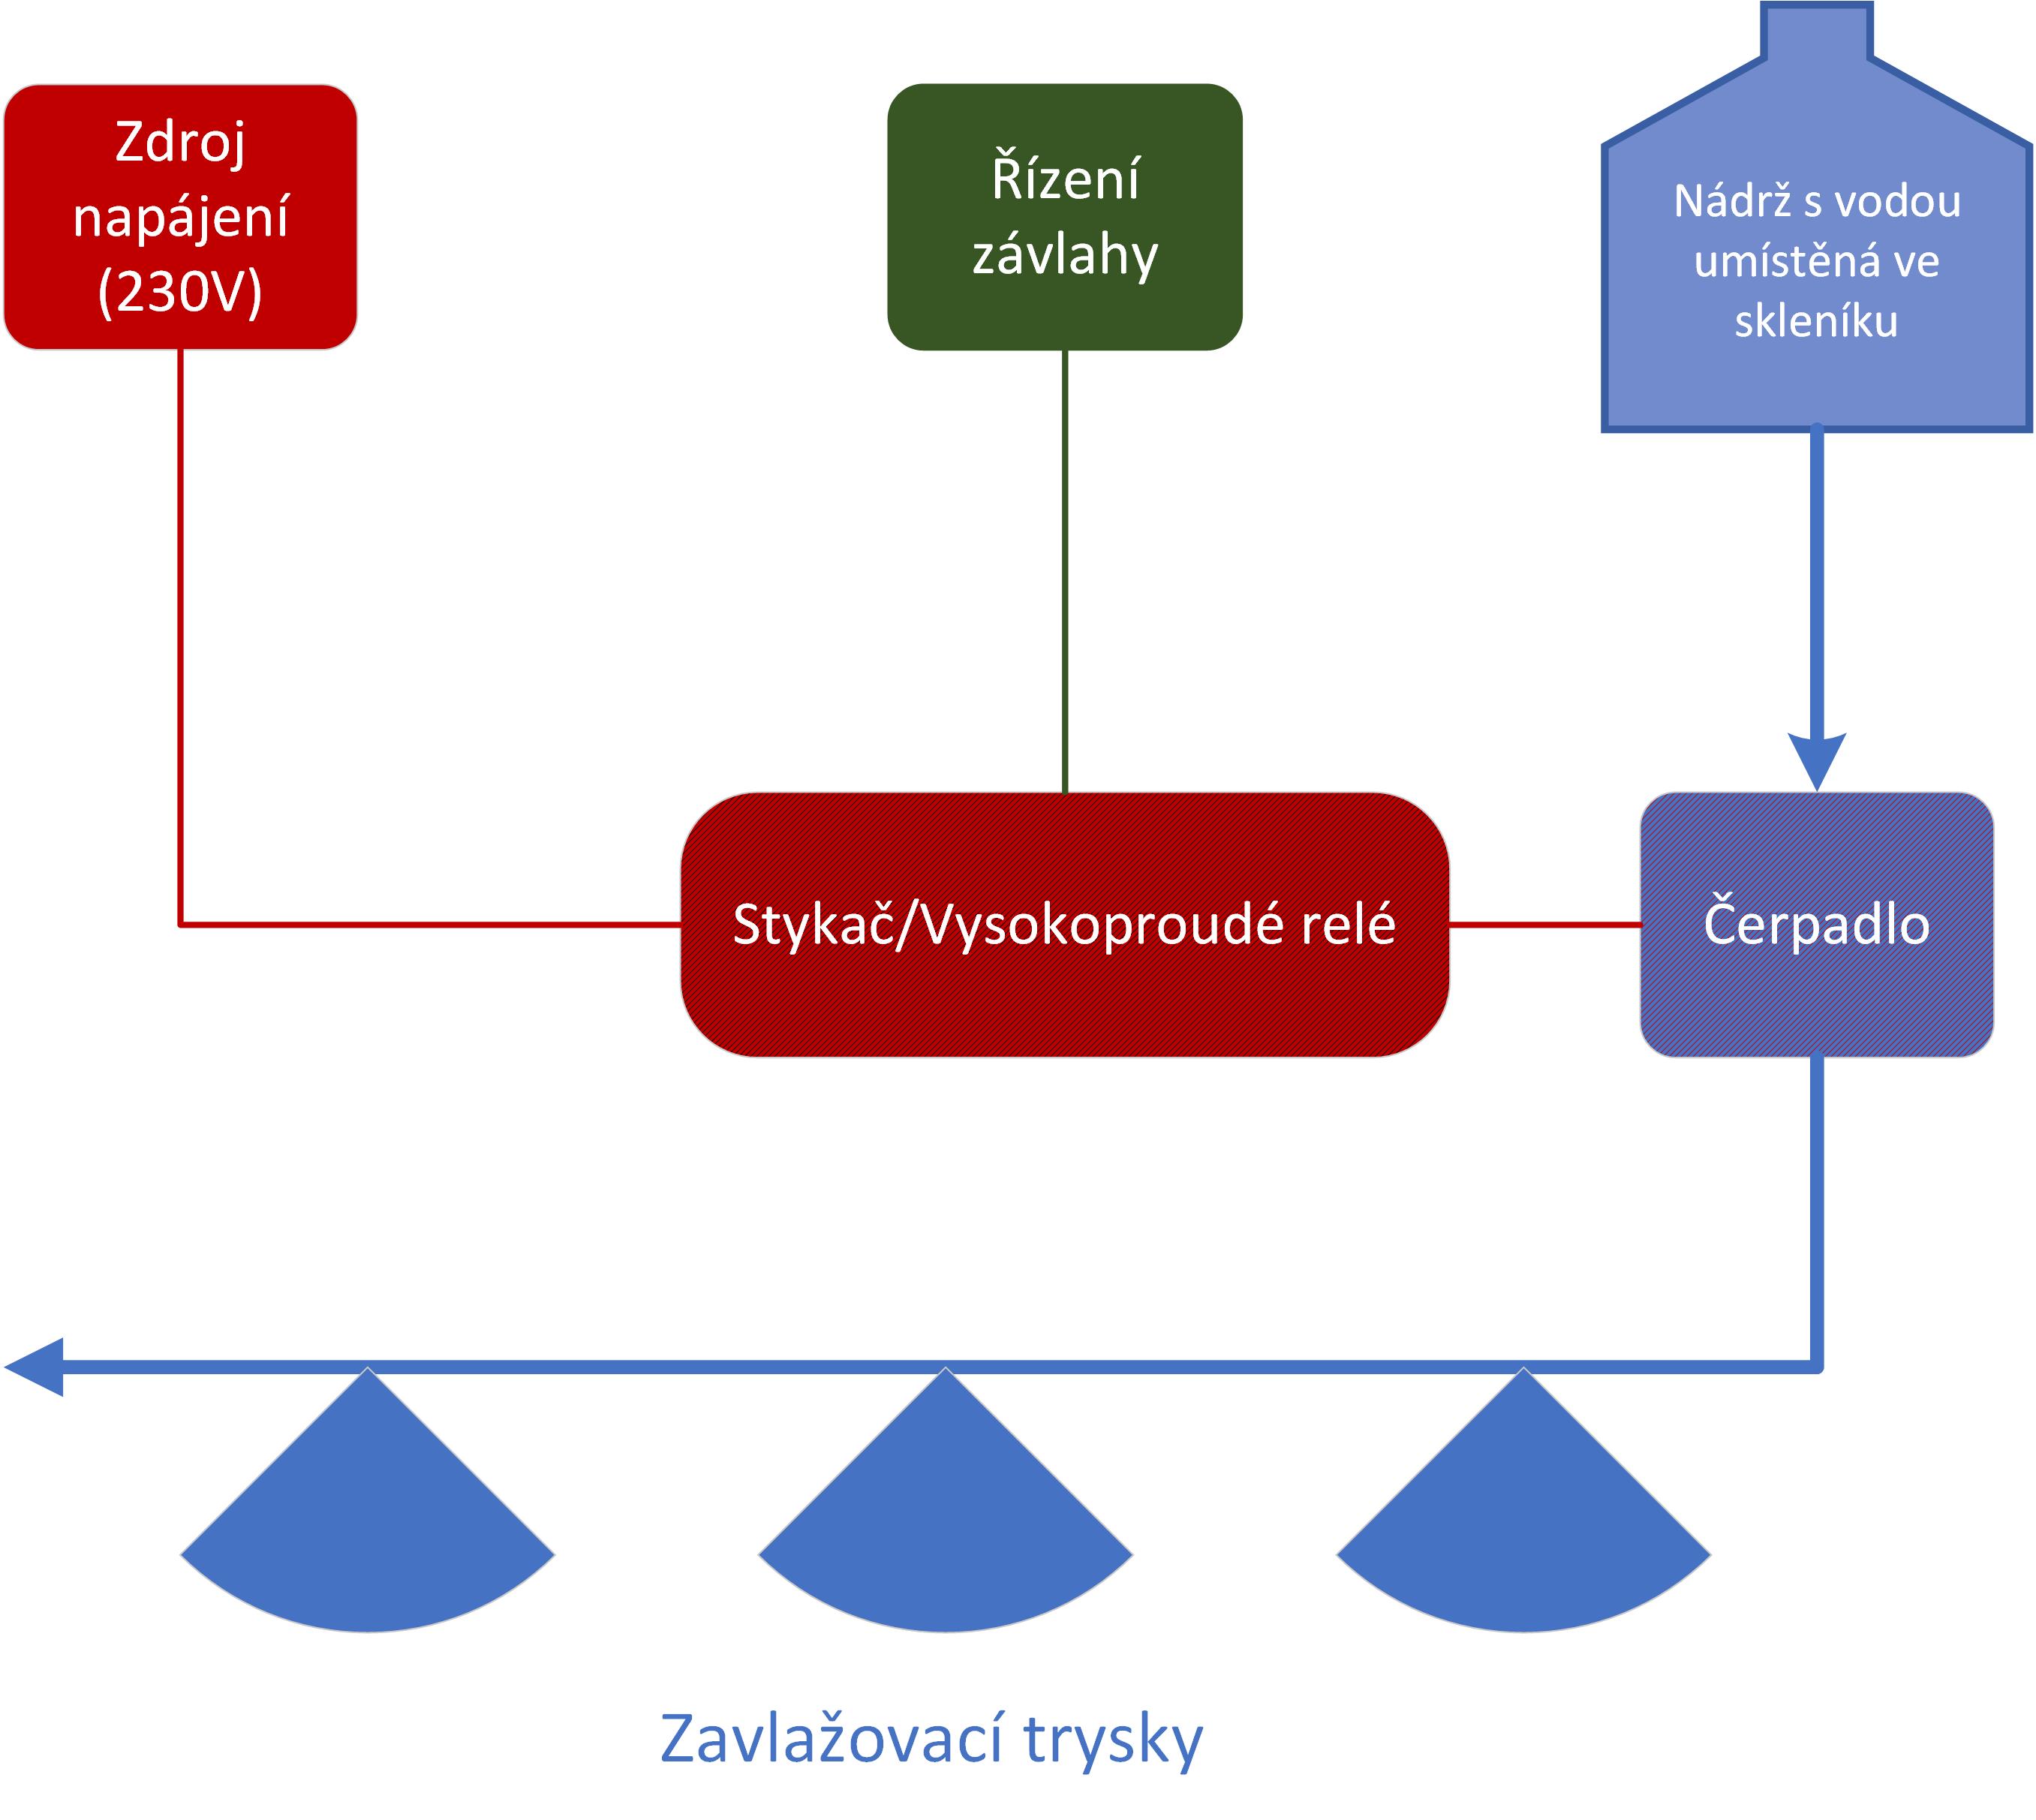 Zdroj
napájení
(230V)
Řízení
závlahy
Nádrž s vodou
umístěná ve
skleníku
Stykač/Vysokoproudé relé
Čerpadlo
Zavlažovací trysky